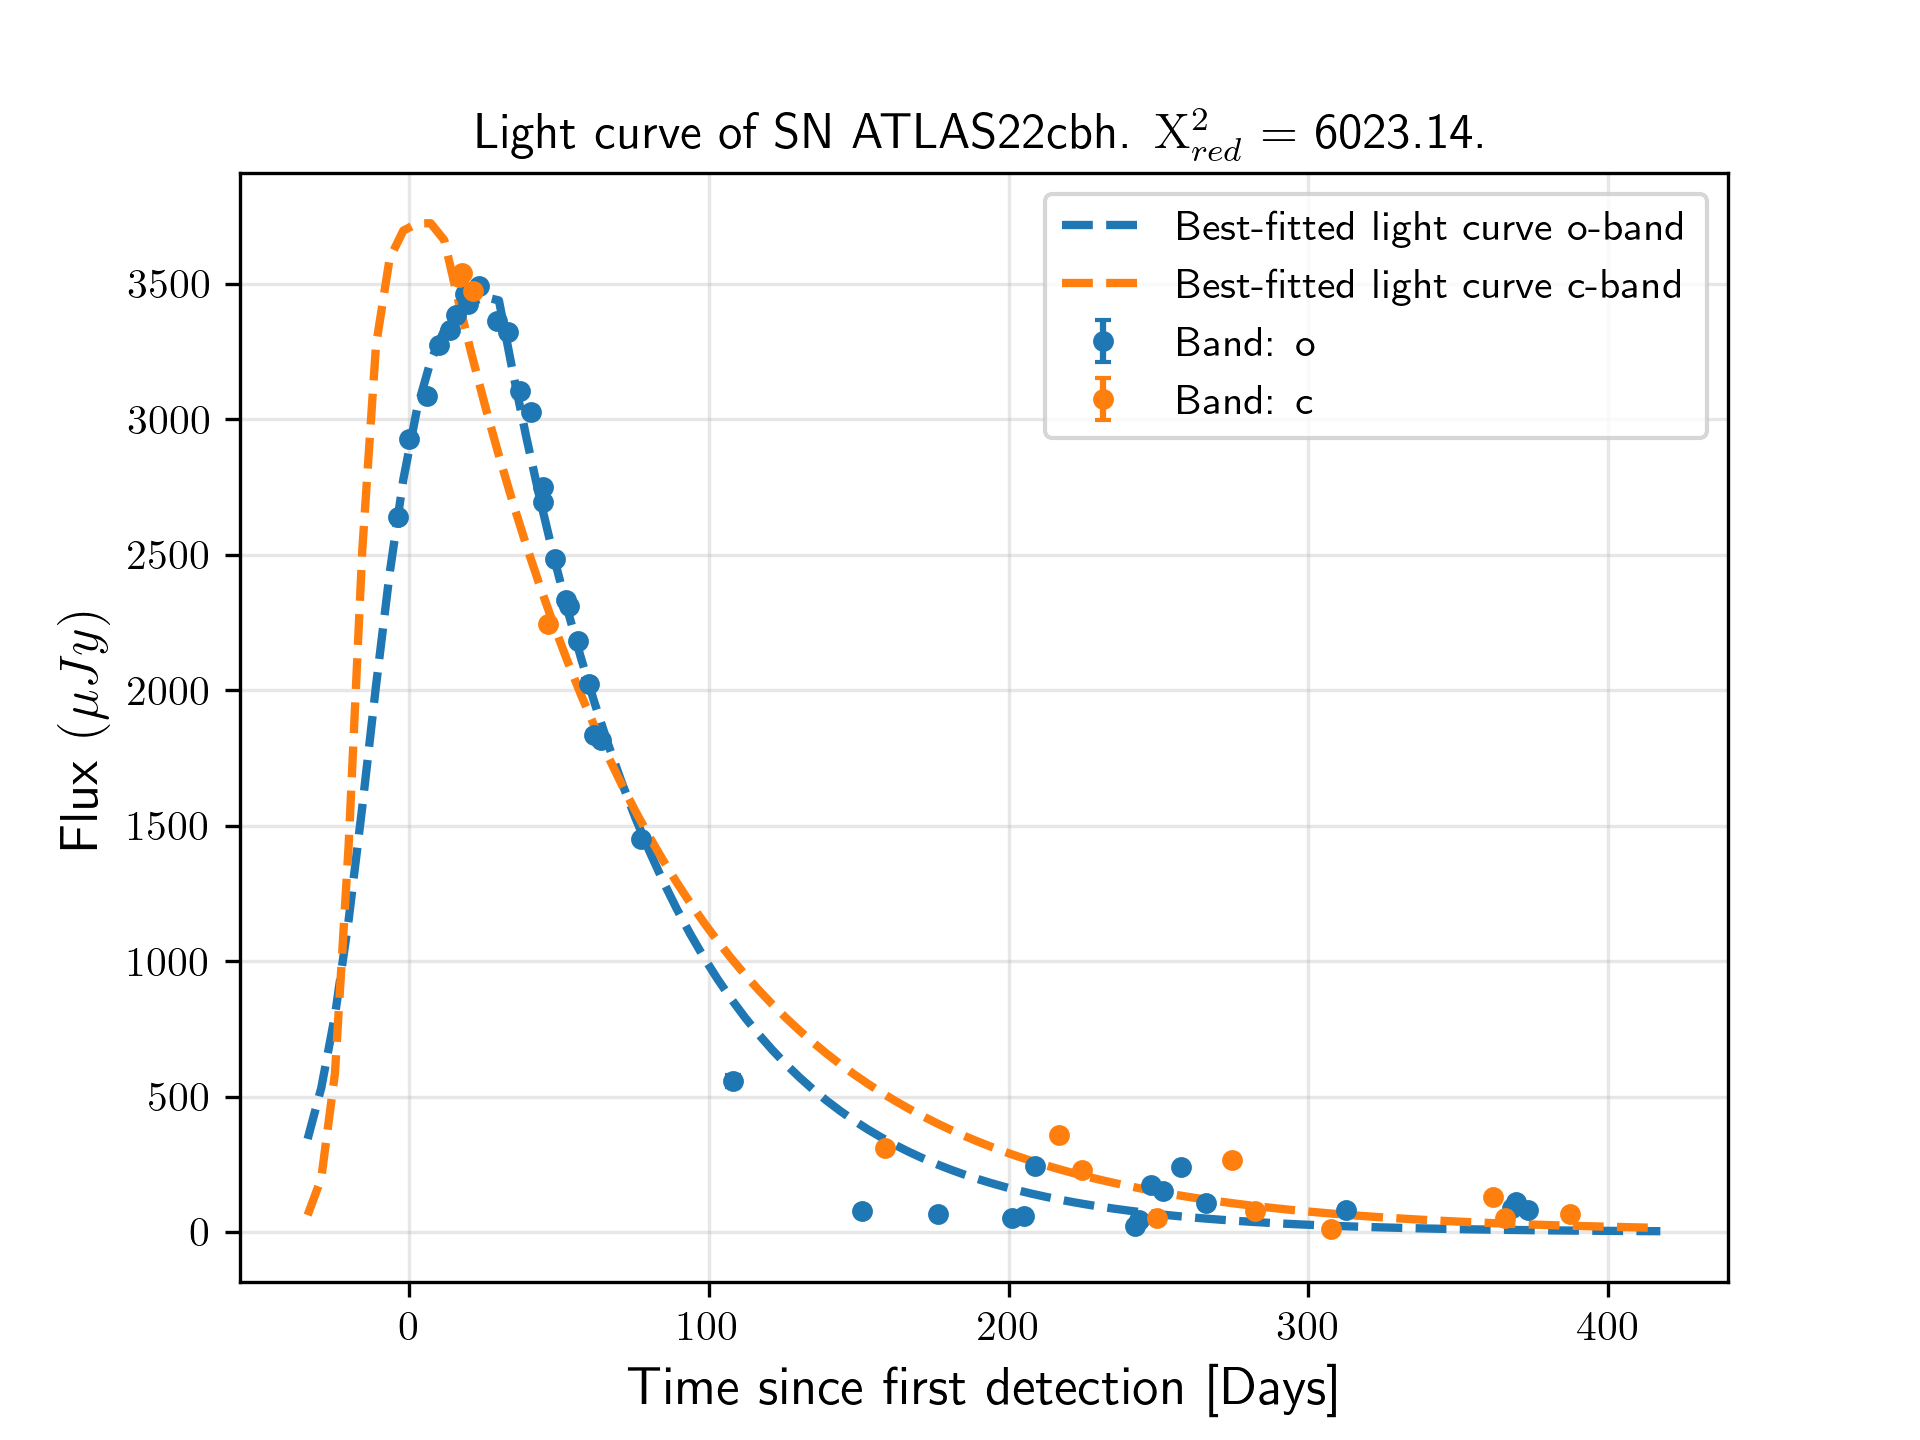 Light curve of SN ATLAS22cbh. X²_red = 6023.14.
Best-fitted light curve o-band
Best-fitted light curve c-band
Band: o
Band: c
Flux (μJy)
3500
3000
2500
2000
1500
1000
500
0
0 100 200 300 400
Time since first detection [Days]